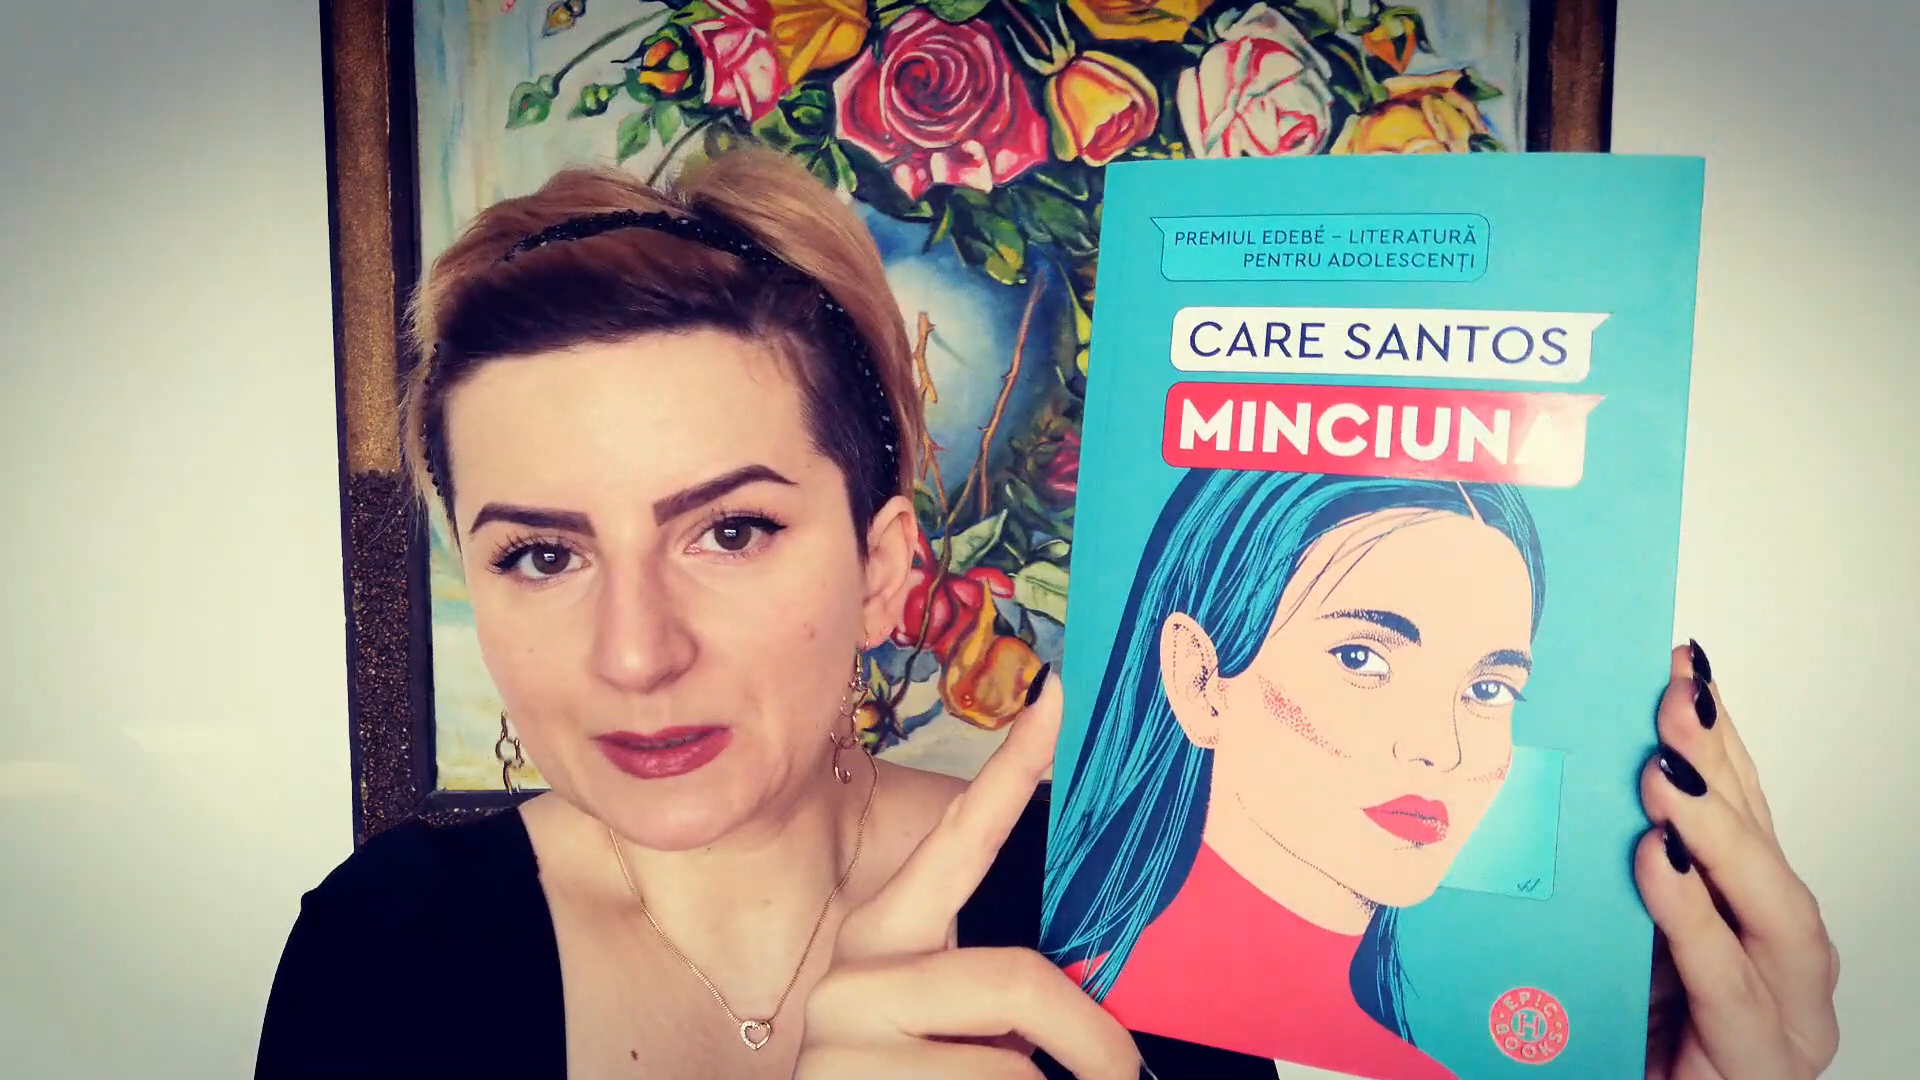 PREMIUL EDEBÉ – LITERATURĂ
PENTRU ADOLESCENȚI
CARE SANTOS
MINCIUNA
EPIC
H
BOOKS